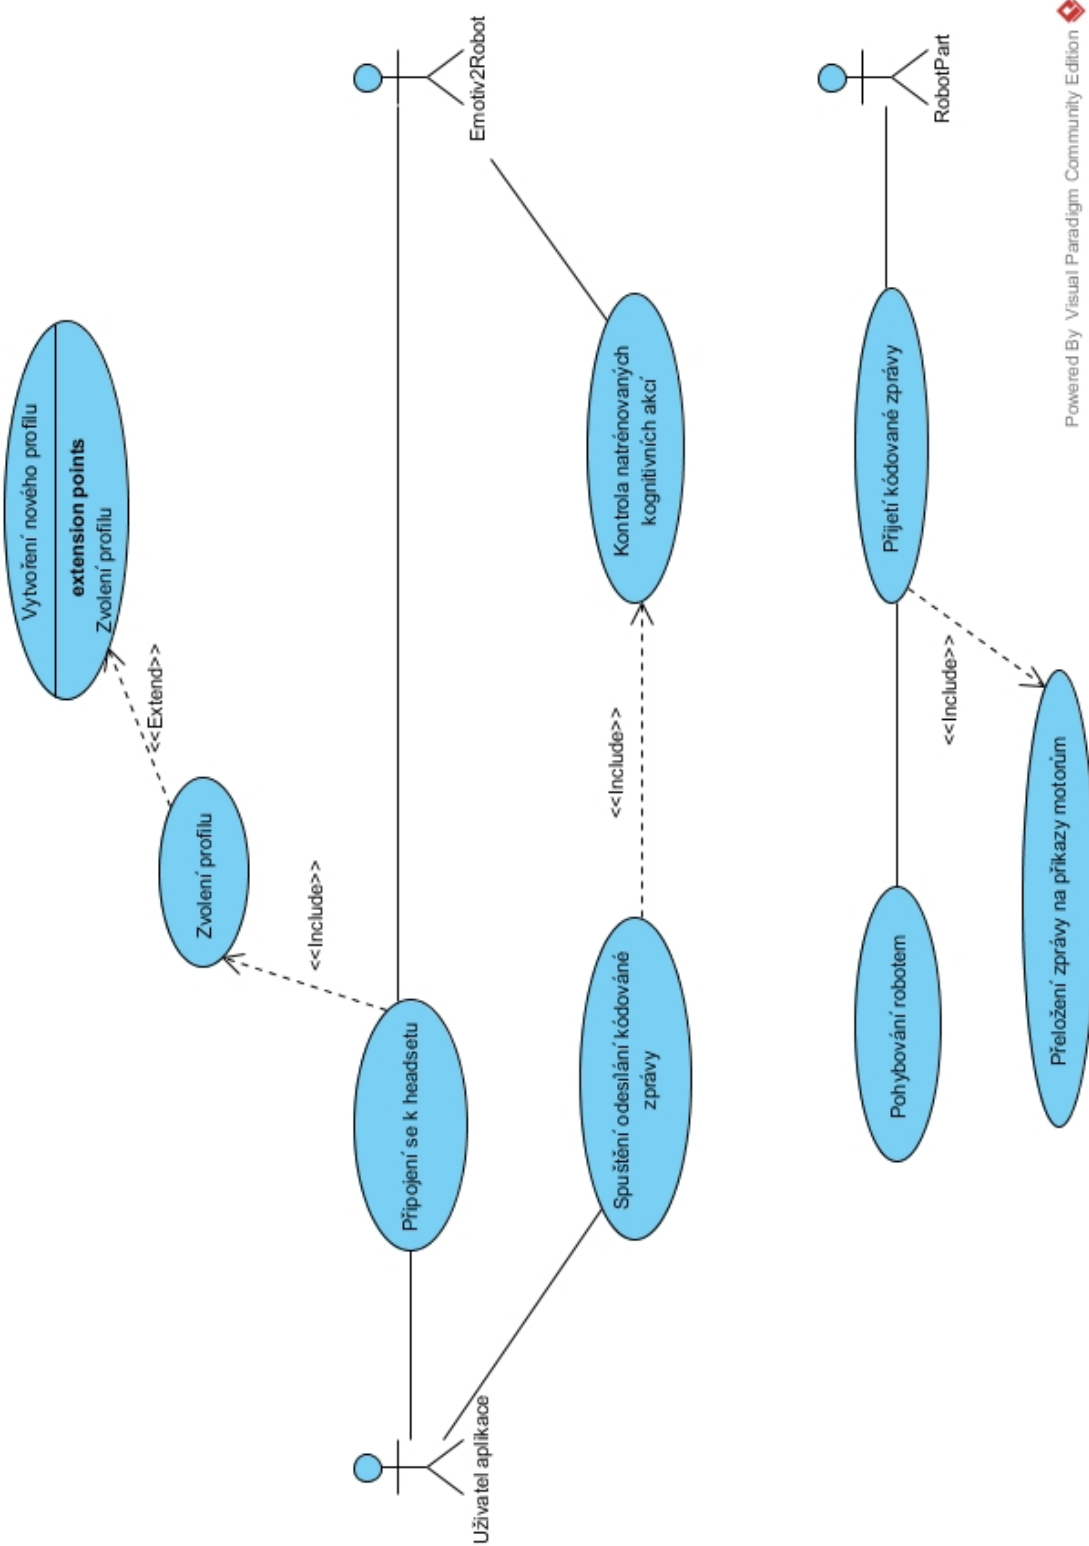 Vytvoření nového profilu
extension points
Zvolení profilu
<<Extend>>
Zvolení profilu
<<Include>>
Připojení se k headsetu
Uživatel aplikace
Emotiv2Robot
Spuštění odesílání kódované
zprávy
<<Include>>
Kontrola natrénovaných
kognitivních akcí
Pohybování robotem
Přijetí kódované zprávy
RobotPart
<<Include>>
Přeložení zprávy na příkazy motorům
Powered By Visual Paradigm Community Edition